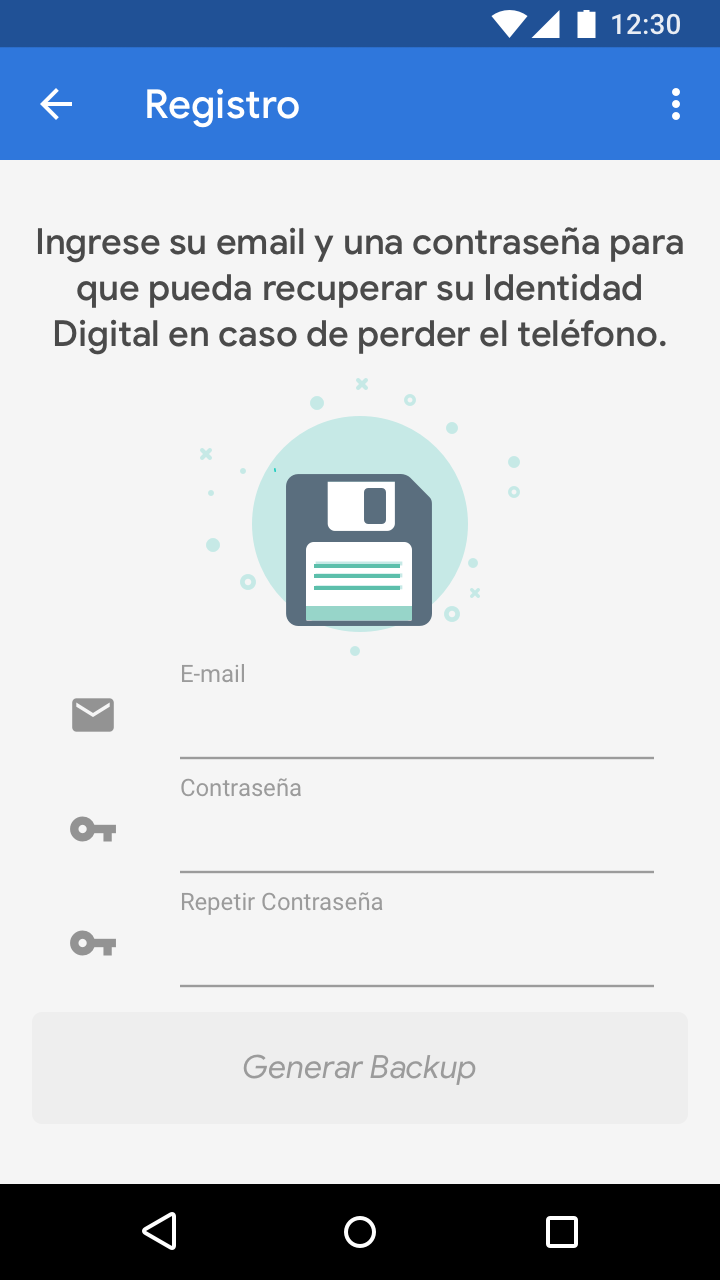 12:30
Registro
Ingrese su email y una contraseña para
que pueda recuperar su Identidad
Digital en caso de perder el teléfono.
E-mail
Contraseña
Repetir Contraseña
Generar Backup